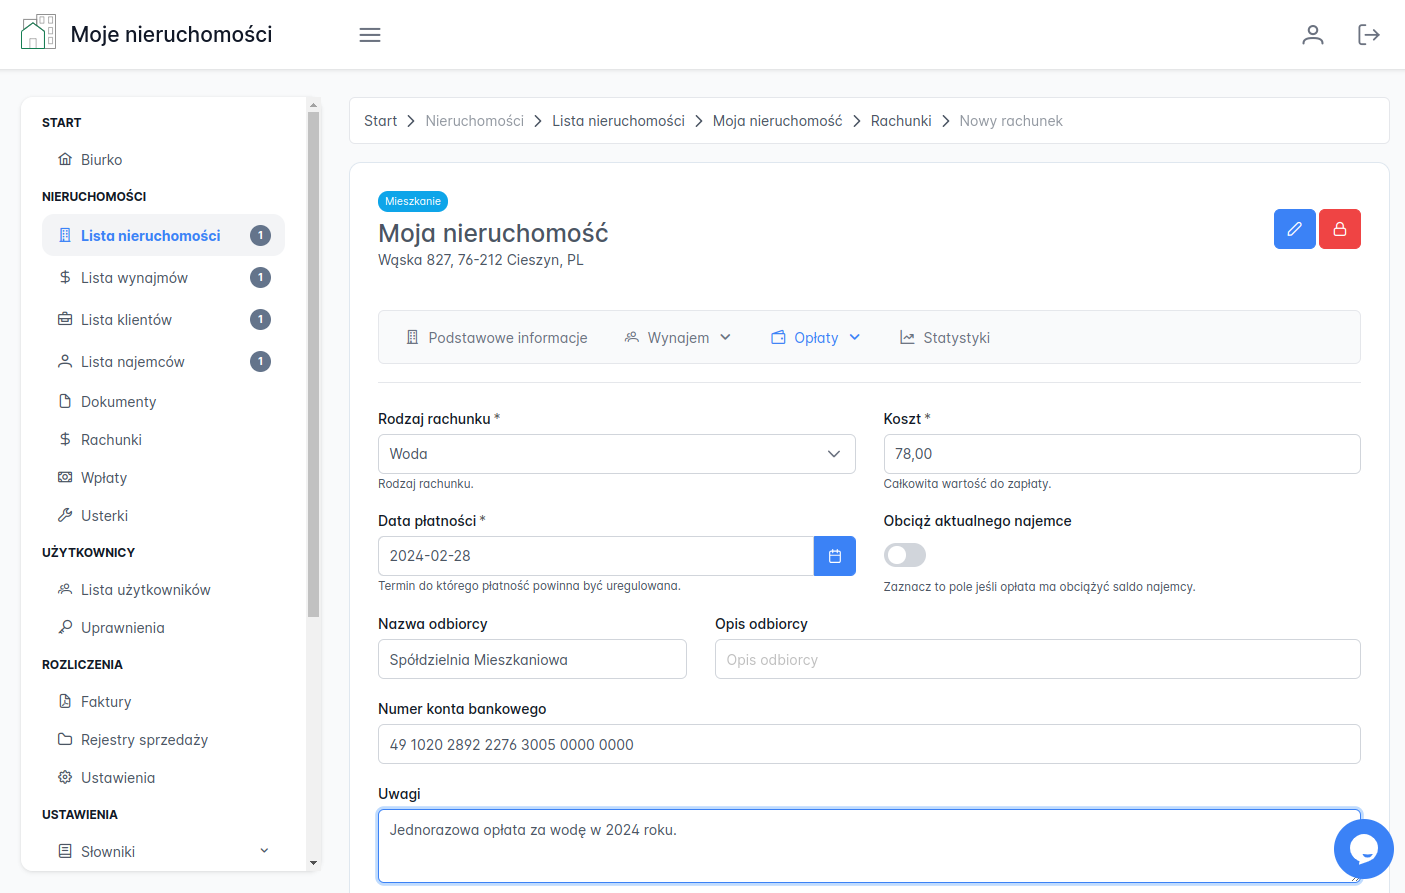 Moje nieruchomości
START
Biurko
NIERUCHOMOŚCI
Lista nieruchomości 1
Lista wynajmów 1
Lista klientów 1
Lista najemców 1
Dokumenty
Rachunki
Wpłaty
Usterki
UŻYTKOWNICY
Lista użytkowników
Uprawnienia
ROZLICZENIA
Faktury
Rejestry sprzedaży
Ustawienia
USTAWIENIA
Słowniki
Start > Nieruchomości > Lista nieruchomości > Moja nieruchomość > Rachunki > Nowy rachunek
Mieszkanie
Moja nieruchomość
Wąska 827, 76-212 Cieszyn, PL
Podstawowe informacje Wynajem Opłaty Statystyki
Rodzaj rachunku * Koszt *
Woda 78,00
Rodzaj rachunku. Całkowita wartość do zapłaty.
Data płatności * Obciąż aktualnego najemce
2024-02-28
Termin do którego płatność powinna być uregulowana. Zaznacz to pole jeśli opłata ma obciążyć saldo najemcy.
Nazwa odbiorcy Opis odbiorcy
Spółdzielnia Mieszkaniowa Opis odbiorcy
Numer konta bankowego
49 1020 2892 2276 3005 0000 0000
Uwagi
Jednorazowa opłata za wodę w 2024 roku.